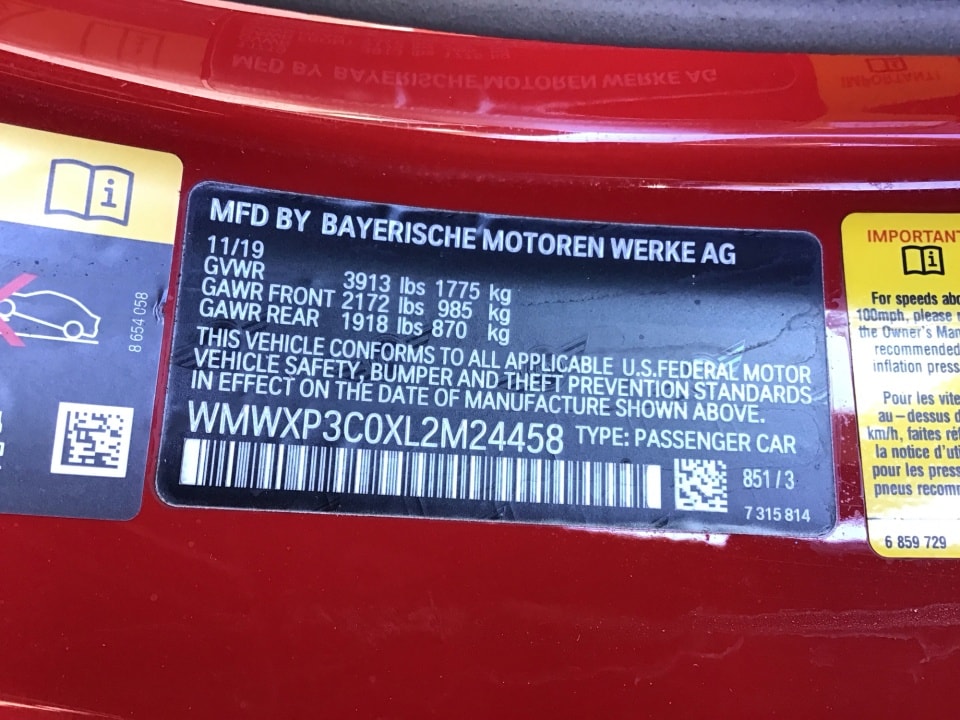 MFD BY BAYERISCHE MOTOREN WERKE AG
IMPORTANT!
i
8 654 058
MFD BY BAYERISCHE MOTOREN WERKE AG
11/19
GVWR 3913 lbs 1775 kg
GAWR FRONT 2172 lbs 985 kg
GAWR REAR 1918 lbs 870 kg
THIS VEHICLE CONFORMS TO ALL APPLICABLE U.S.FEDERAL MOTOR
VEHICLE SAFETY, BUMPER AND THEFT PREVENTION STANDARDS
IN EFFECT ON THE DATE OF MANUFACTURE SHOWN ABOVE.
WMWXP3C0XL2M24458 TYPE: PASSENGER CAR
851/3
7 315 814
IMPORTANT
i
For speeds abo
100mph, please
the Owner's Man
recommended
inflation press
Pour les vite
au-dessus d
km/h, faites réf
la notice d'uti
pour les press
pneus recomm
6 859 729